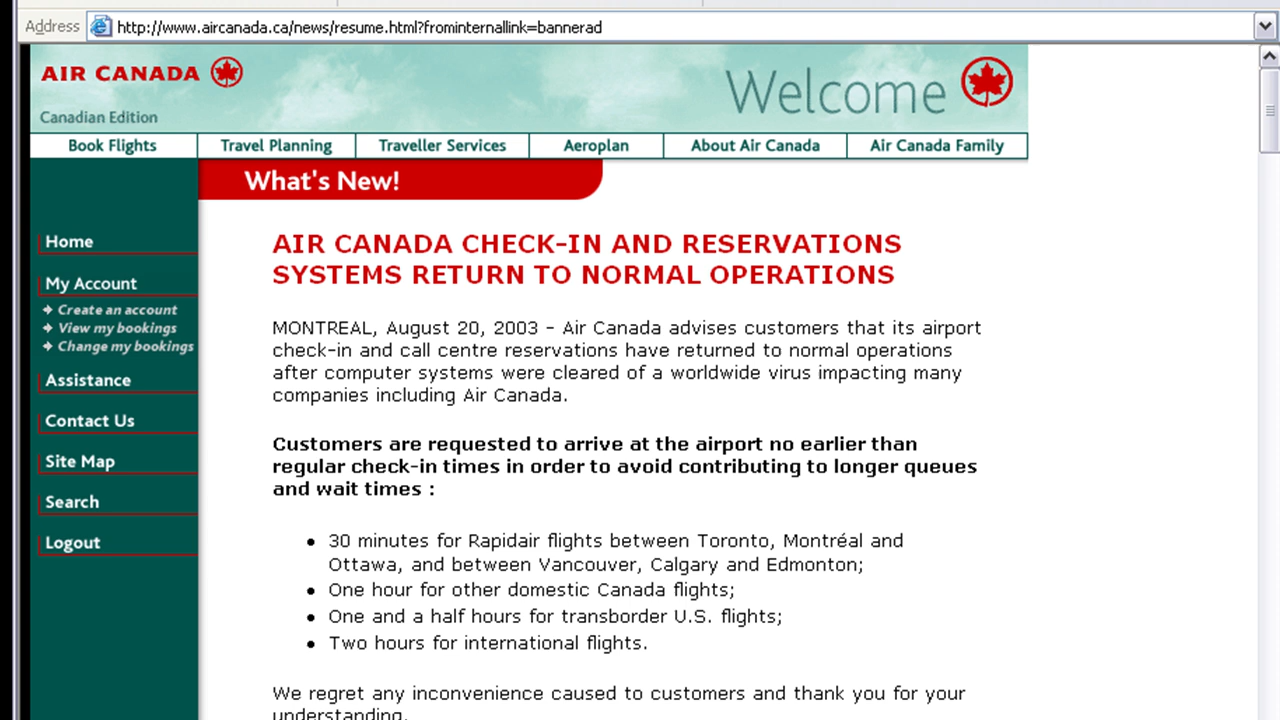 Address http://www.aircanada.ca/news/resume.html?frominternallink=bannerad
AIR CANADA
Welcome
Canadian Edition
Book Flights Travel Planning Traveller Services Aeroplan About Air Canada Air Canada Family
What's New!
Home
My Account
Create an account
View my bookings
Change my bookings
Assistance
Contact Us
Site Map
Search
Logout
AIR CANADA CHECK-IN AND RESERVATIONS
SYSTEMS RETURN TO NORMAL OPERATIONS
MONTREAL, August 20, 2003 - Air Canada advises customers that its airport
check-in and call centre reservations have returned to normal operations
after computer systems were cleared of a worldwide virus impacting many
companies including Air Canada.
Customers are requested to arrive at the airport no earlier than
regular check-in times in order to avoid contributing to longer queues
and wait times :
• 30 minutes for Rapidair flights between Toronto, Montréal and
Ottawa, and between Vancouver, Calgary and Edmonton;
• One hour for other domestic Canada flights;
• One and a half hours for transborder U.S. flights;
• Two hours for international flights.
We regret any inconvenience caused to customers and thank you for your
understanding.